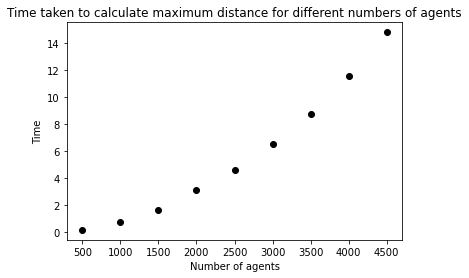 Time taken to calculate maximum distance for different numbers of agents
14
12
10
8
6
4
2
0
Time
500 1000 1500 2000 2500 3000 3500 4000 4500
Number of agents